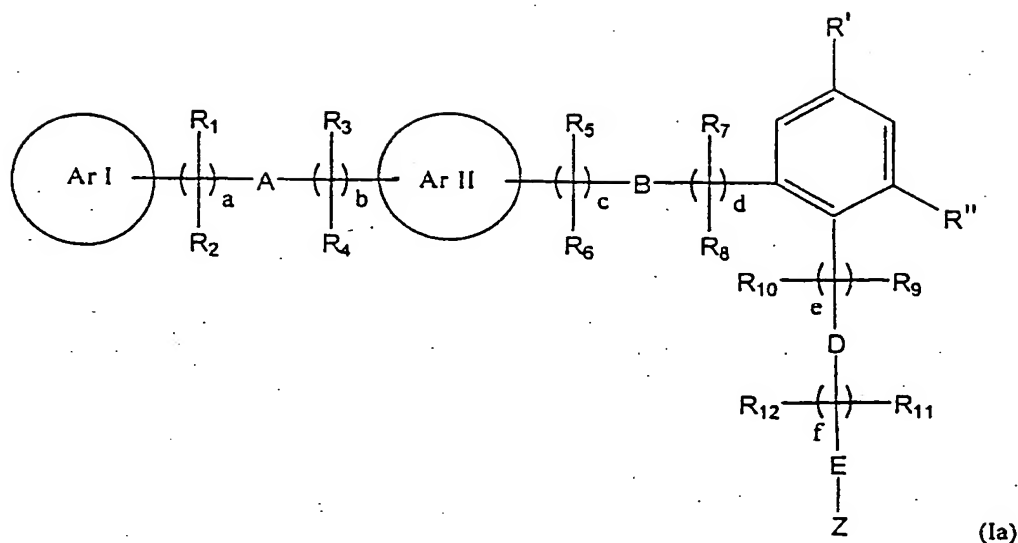 R'
R1 R3 R5 R7
Ar I ( )a A ( )b Ar II ( )c B ( )d
R2 R4 R6 R8
R"
R10 ( )e R9
D
R12 ( )f R11
E
Z
(Ia)